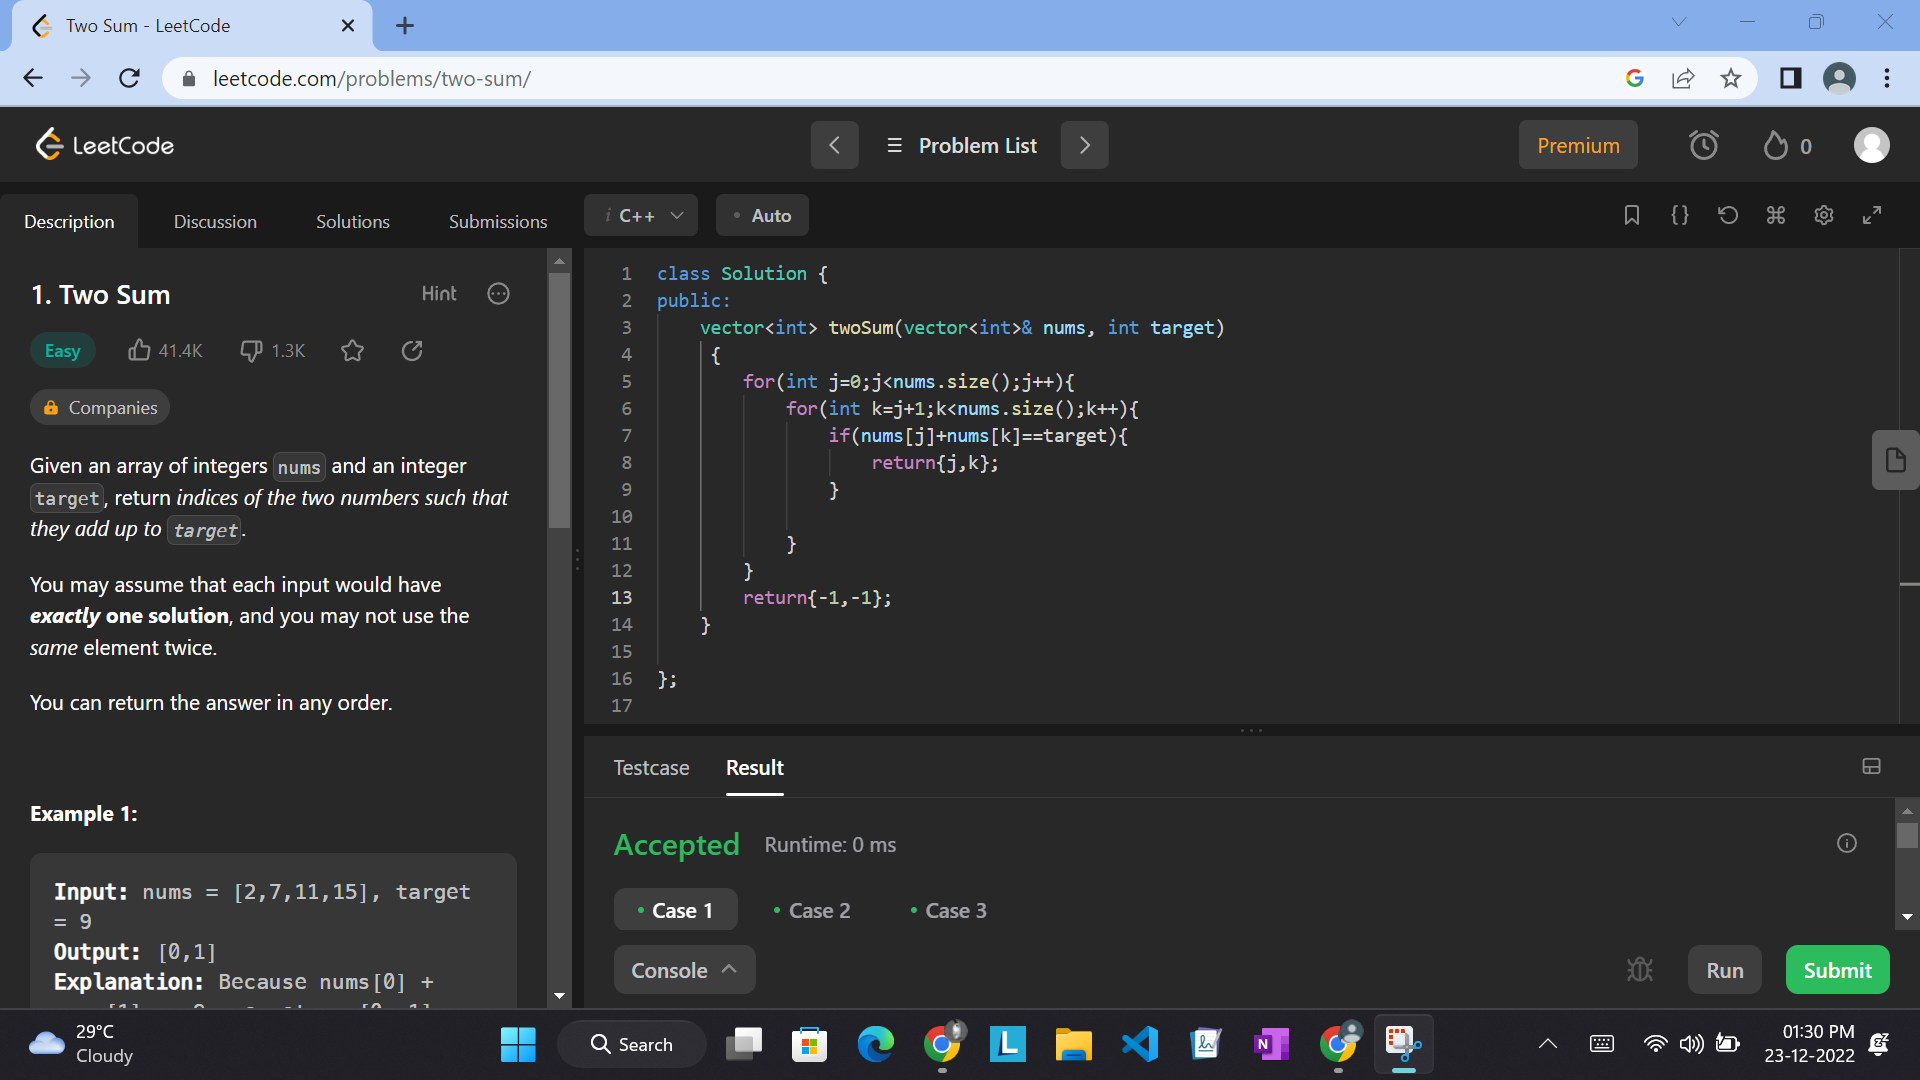 Two Sum - LeetCode
leetcode.com/problems/two-sum/
LeetCode
Problem List
Premium
0
Description
Discussion
Solutions
Submissions
i C++
Auto
1. Two Sum
Hint
Easy
41.4K
1.3K
Companies
Given an array of integers nums and an integer
target, return indices of the two numbers such that
they add up to target.
You may assume that each input would have
exactly one solution, and you may not use the
same element twice.
You can return the answer in any order.
Example 1:
Input: nums = [2,7,11,15], target
= 9
Output: [0,1]
Explanation: Because nums[0] +
1 class Solution {
2 public:
3 vector<int> twoSum(vector<int>& nums, int target)
4 {
5 for(int j=0;j<nums.size();j++){
6 for(int k=j+1;k<nums.size();k++){
7 if(nums[j]+nums[k]==target){
8 return{j,k};
9 }
10
11 }
12 }
13 return{-1,-1};
14 }
15
16 };
17
Testcase
Result
Accepted
Runtime: 0 ms
Case 1
Case 2
Case 3
Console
Run
Submit
29°C
Cloudy
Search
L
N
01:30 PM
23-12-2022